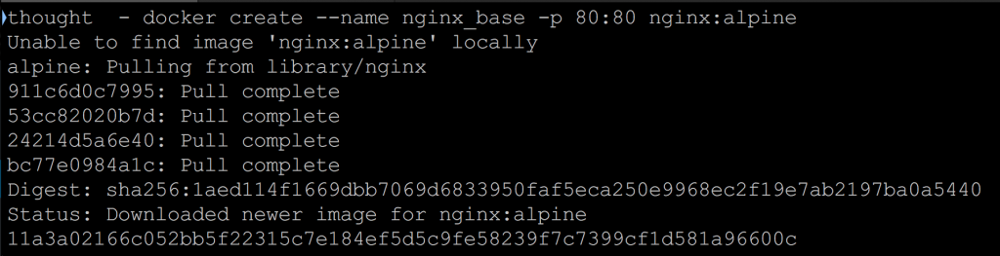 thought - docker create --name nginx_base -p 80:80 nginx:alpine
Unable to find image 'nginx:alpine' locally
alpine: Pulling from library/nginx
911c6d0c7995: Pull complete
53cc82020b7d: Pull complete
24214d5a6e40: Pull complete
bc77e0984a1c: Pull complete
Digest: sha256:1aed114f1669dbb7069d6833950faf5eca250e9968ec2f19e7ab2197ba0a5440
Status: Downloaded newer image for nginx:alpine
11a3a02166c052bb5f22315c7e184ef5d5c9fe58239f7c7399cf1d581a96600c